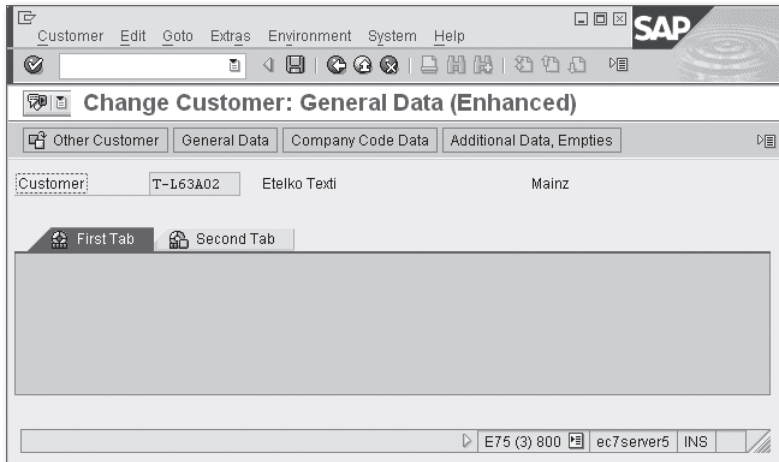 Customer Edit Goto Extras Environment System Help
SAP
Change Customer: General Data (Enhanced)
Other Customer General Data Company Code Data Additional Data, Empties
Customer T-L63A02 Etelko Texti Mainz
First Tab Second Tab
E75 (3) 800 ec7server5 INS